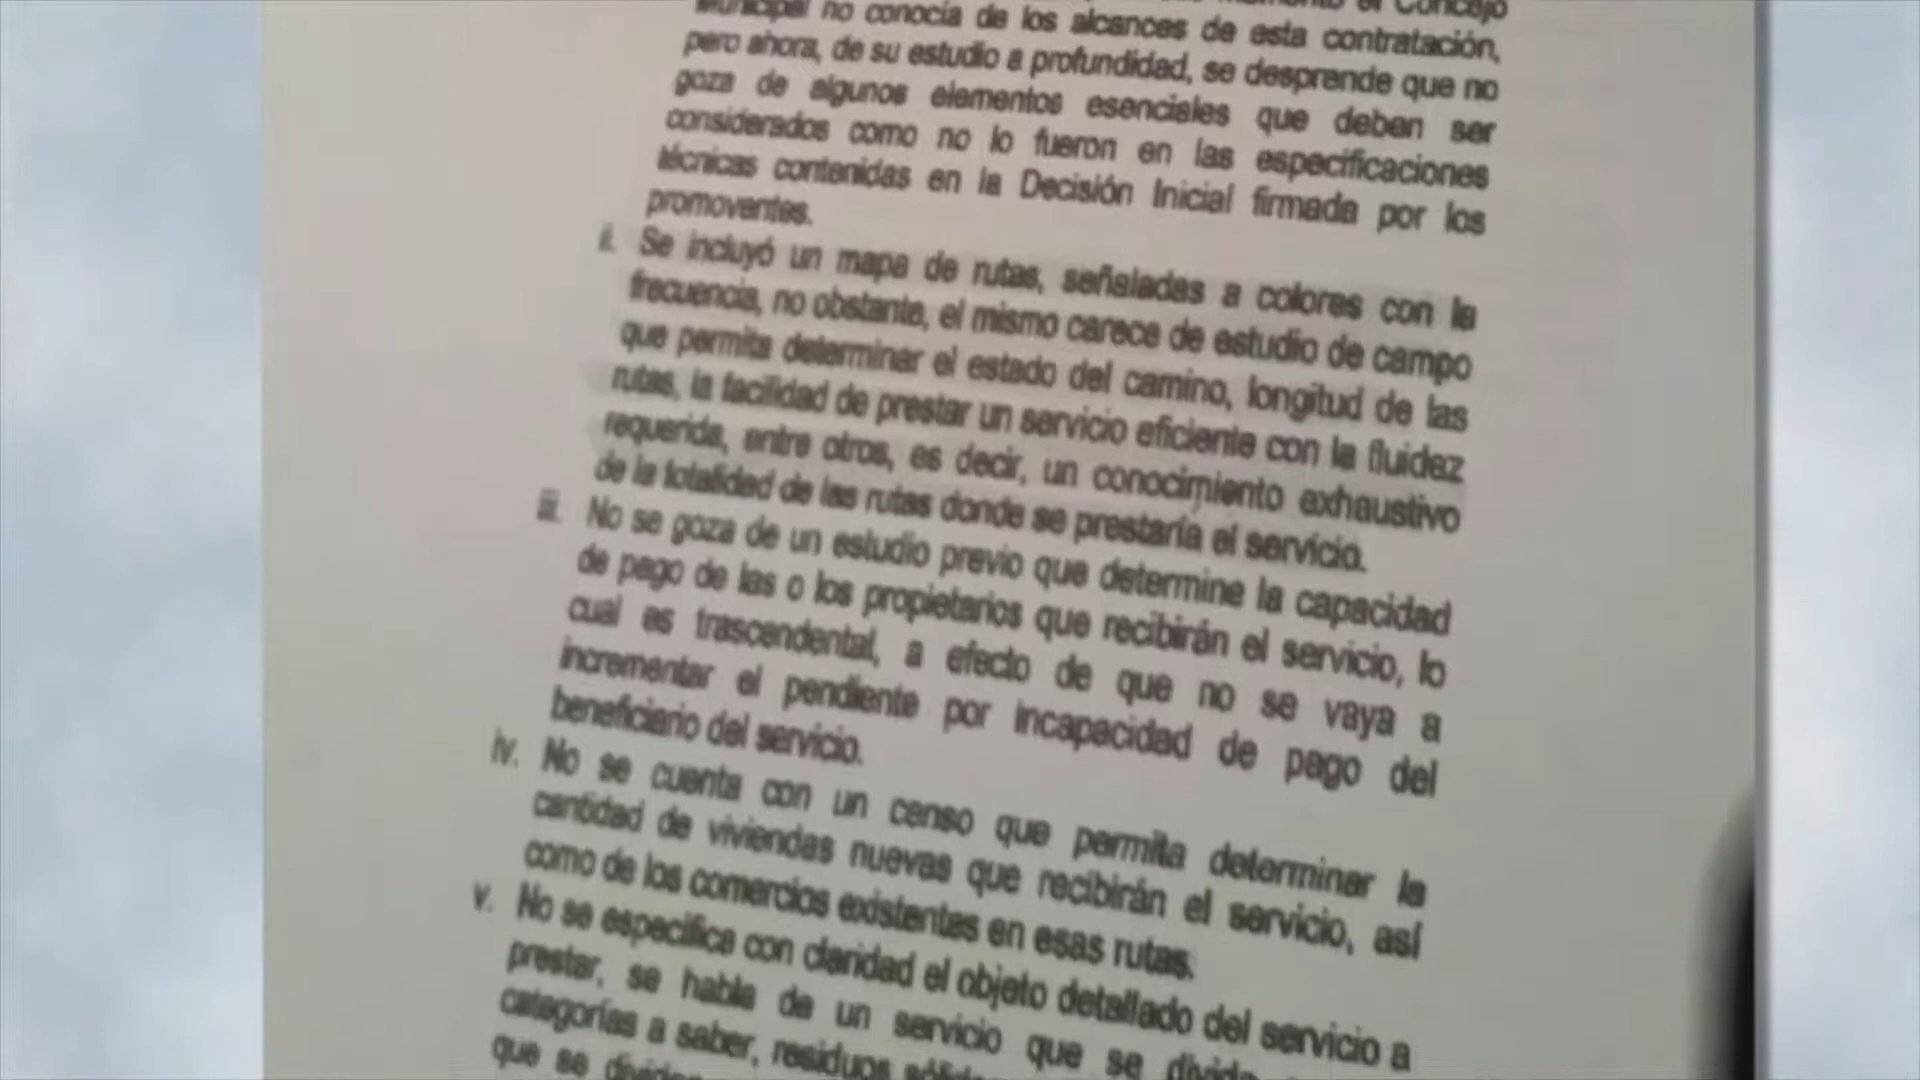 el Concejo
Municipal no conocía de los alcances de esta contratación,
pero ahora, de su estudio a profundidad, se desprende que no
goza de algunos elementos esenciales que deben ser
considerados como no lo fueron en las especificaciones
técnicas contenidas en la Decisión Inicial firmada por los
promoventes.
ii. Se incluyó un mapa de rutas, señaladas a colores con la
frecuencia, no obstante, el mismo carece de estudio de campo
que permita determinar el estado del camino, longitud de las
rutas, la facilidad de prestar un servicio eficiente con la fluidez
requerida, entre otros, es decir, un conocimiento exhaustivo
de la totalidad de las rutas donde se prestaría el servicio.
iii. No se goza de un estudio previo que determine la capacidad
de pago de las o los propietarios que recibirán el servicio, lo
cual es trascendental, a efecto de que no se vaya a
incrementar el pendiente por incapacidad de pago del
beneficiario del servicio.
iv. No se cuenta con un censo que permita determinar la
cantidad de viviendas nuevas que recibirán el servicio, así
como de los comercios existentes en esas rutas.
v. No se especifica con claridad el objeto detallado del servicio a
prestar, se habla de un servicio que se divide
categorías a saber, residuos
que se